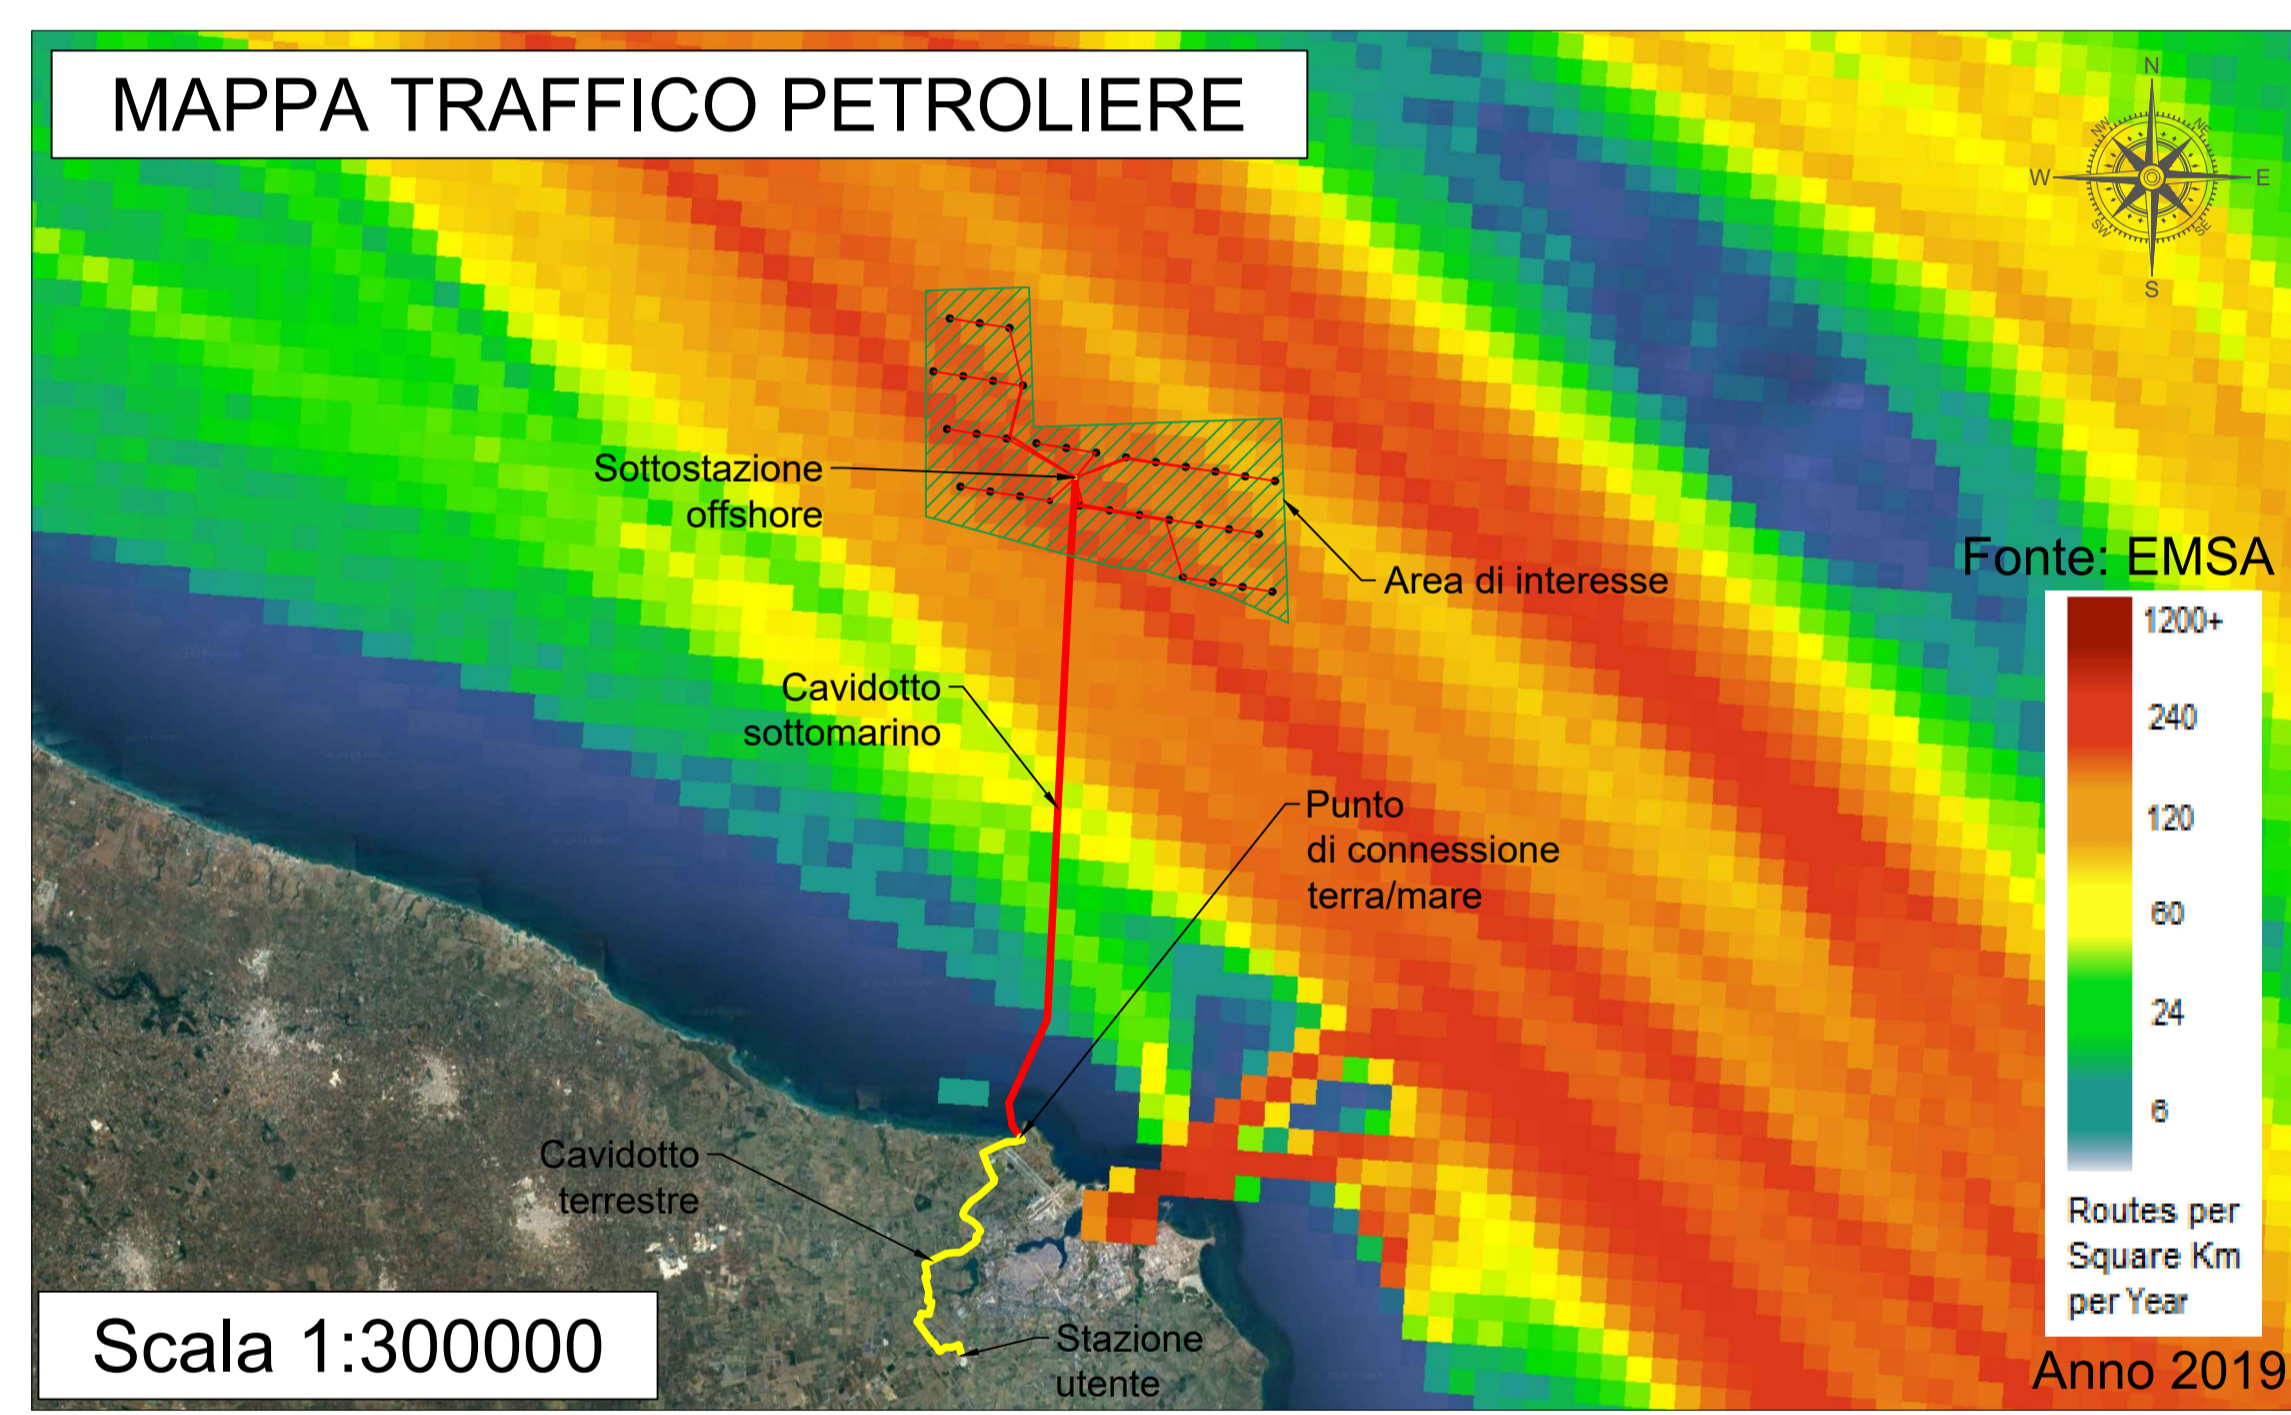 MAPPA TRAFFICO PETROLIERE
N
NW
NE
W
E
SW
SE
S
Sottostazione
offshore
Area di interesse
Fonte: EMSA
1200+
240
120
60
24
6
Routes per
Square Km
per Year
Anno 2019
Cavidotto
sottomarino
Punto
di connessione
terra/mare
Cavidotto
terrestre
Stazione
utente
Scala 1:300000